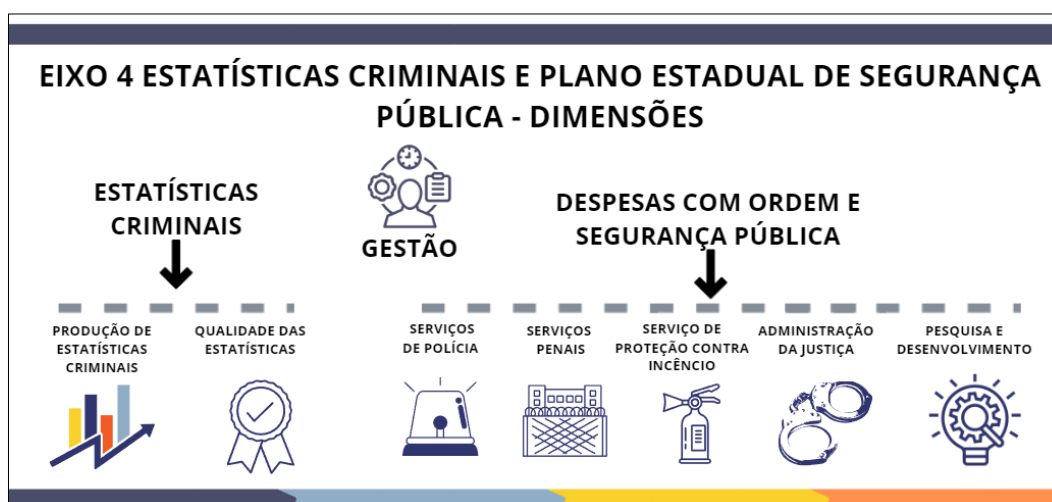 EIXO 4 ESTATÍSTICAS CRIMINAIS E PLANO ESTADUAL DE SEGURANÇA
PÚBLICA - DIMENSÕES
ESTATÍSTICAS
CRIMINAIS
GESTÃO
DESPESAS COM ORDEM E
SEGURANÇA PÚBLICA
PRODUÇÃO DE
ESTATÍSTICAS
CRIMINAIS
QUALIDADE DAS
ESTATÍSTICAS
SERVIÇOS
DE POLÍCIA
SERVIÇOS
PENAIS
SERVIÇO DE
PROTEÇÃO CONTRA
INCÊNCIO
ADMINISTRAÇÃO
DA JUSTIÇA
PESQUISA E
DESENVOLVIMENTO